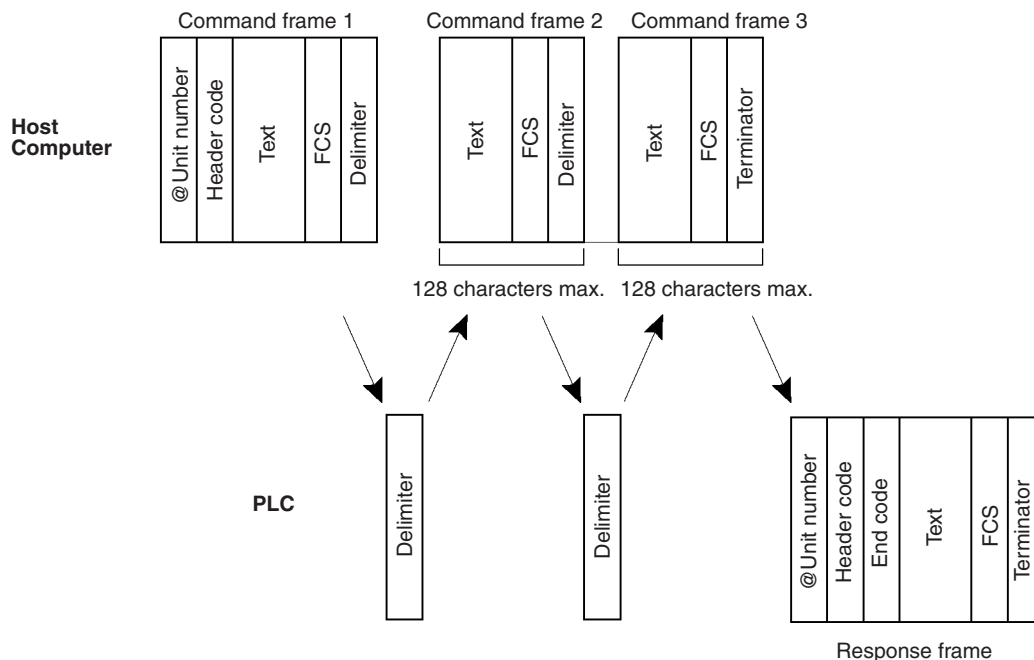 Command frame 1
Command frame 2
Command frame 3
Host
Computer
@Unit number
Header code
Text
FCS
Delimiter
Text
FCS
Delimiter
Text
FCS
Terminator
128 characters max.
128 characters max.
PLC
Delimiter
Delimiter
@Unit number
Header code
End code
Text
FCS
Terminator
Response frame